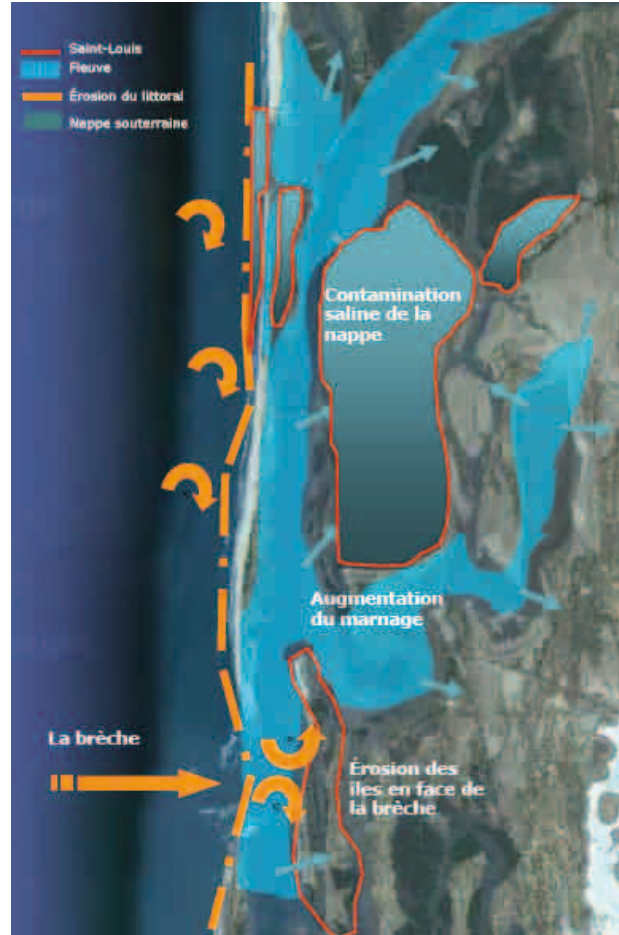 Saint-Louis
Fleuve
Érosion du littoral
Nappe souterraine
Contamination
saline de la
nappe
Augmentation
du marnage
La brèche
Érosion des
îles en face de
la brèche